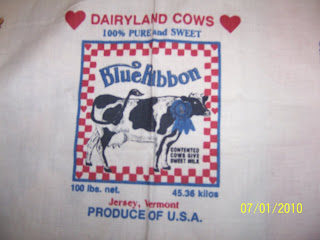 DAIRYLAND COWS
100% PURE and SWEET
Blue Ribbon
CONTENTED
COWS GIVE
SWEET MILK
100 lbs. net. 45.36 kilos
Jersey, Vermont
PRODUCE OF U.S.A.
07/01/2010